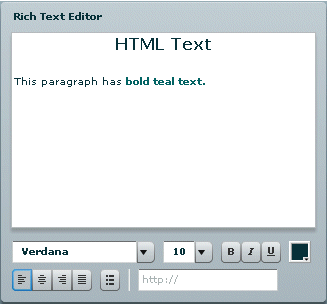 Rich Text Editor
HTML Text
This paragraph has bold teal text.
Verdana 10 B I U
http://